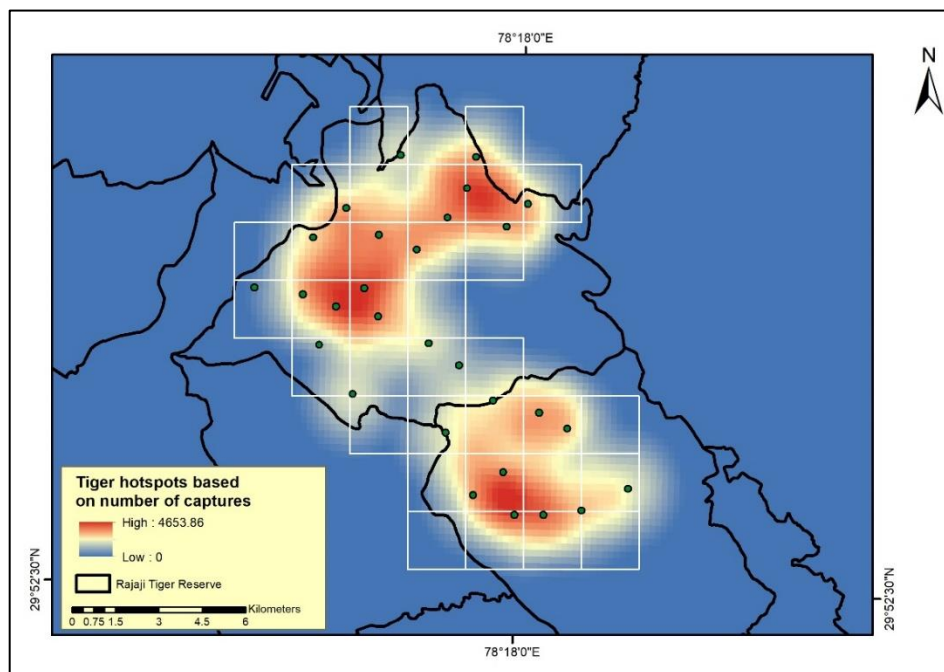 78°18'0"E
N
Tiger hotspots based
on number of captures
High : 4653.86
Low : 0
Rajaji Tiger Reserve
Kilometers
0 0.75 1.5 3 4.5 6
29°52'30"N
29°52'30"N
78°18'0"E